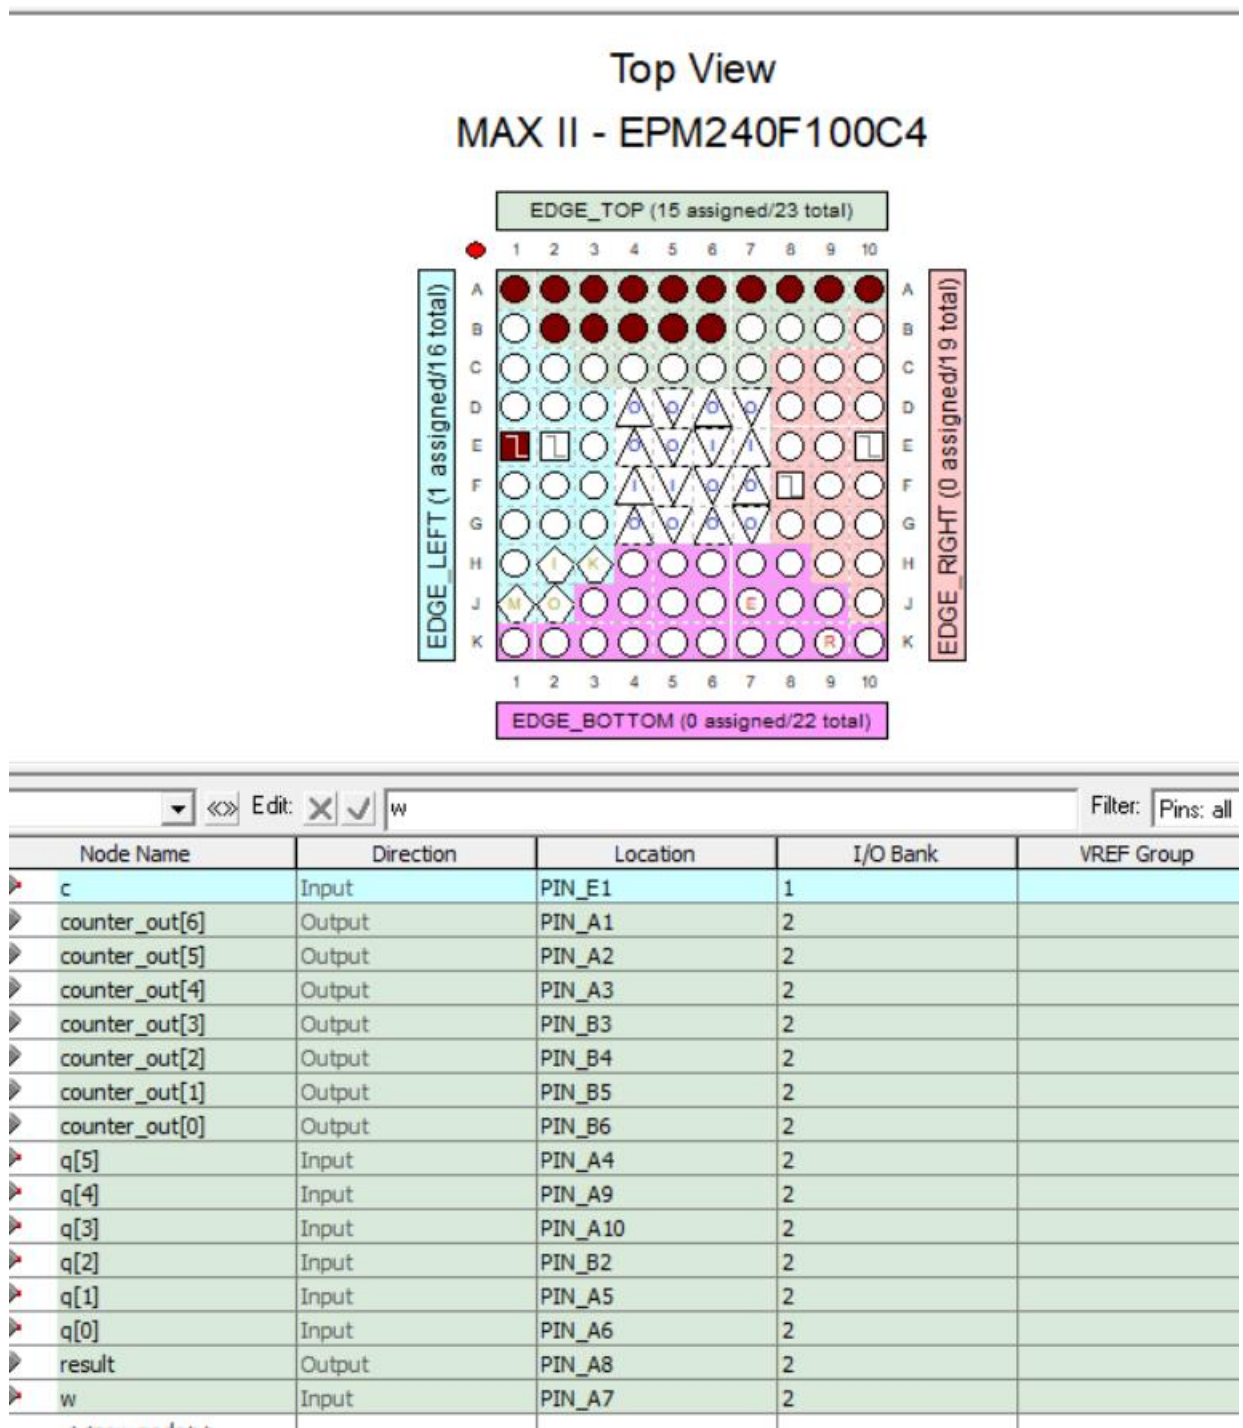 Top View
MAX II - EPM240F100C4
EDGE_TOP (15 assigned/23 total)
1 2 3 4 5 6 7 8 9 10
EDGE_LEFT (1 assigned/16 total)
EDGE_RIGHT (0 assigned/19 total)
A A
B B
C C
D O O O O D
E O O I I E
F I I O O F
G O O O O G
H I K H
J M O E J
K R K
1 2 3 4 5 6 7 8 9 10
EDGE_BOTTOM (0 assigned/22 total)
Edit: w Filter: Pins: all
Node Name Direction Location I/O Bank VREF Group
c Input PIN_E1 1
counter_out[6] Output PIN_A1 2
counter_out[5] Output PIN_A2 2
counter_out[4] Output PIN_A3 2
counter_out[3] Output PIN_B3 2
counter_out[2] Output PIN_B4 2
counter_out[1] Output PIN_B5 2
counter_out[0] Output PIN_B6 2
q[5] Input PIN_A4 2
q[4] Input PIN_A9 2
q[3] Input PIN_A10 2
q[2] Input PIN_B2 2
q[1] Input PIN_A5 2
q[0] Input PIN_A6 2
result Output PIN_A8 2
w Input PIN_A7 2